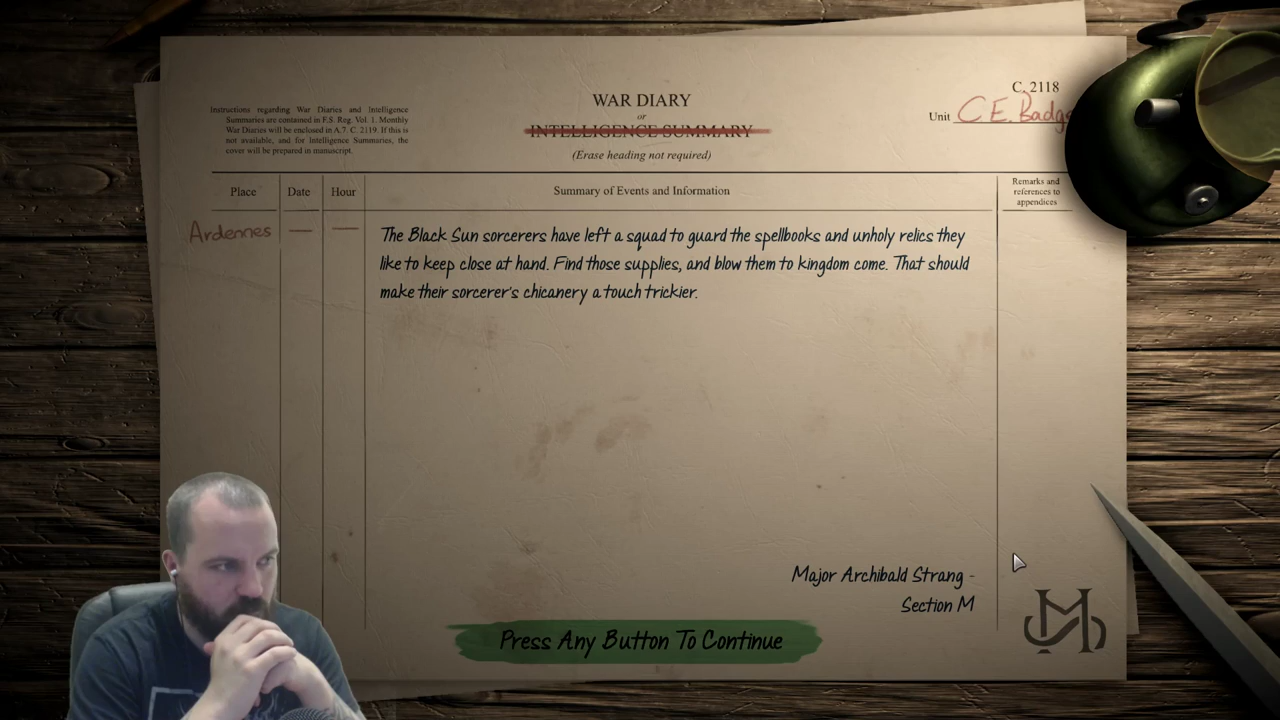 Instructions regarding War Diaries and Intelligence
Summaries are contained in F.S. Reg. Vol. 1. Monthly
War Diaries will be enclosed in A.7. C. 2119. If this is
not available, and for Intelligence Summaries, the
cover will be prepared in manuscript.
WAR DIARY
or
INTELLIGENCE SUMMARY
(Erase heading not required)
C. 2118
Unit C E. Badge
Place Date Hour Summary of Events and Information
Remarks and
references to
appendices
Ardennes — —
The Black Sun sorcerers have left a squad to guard the spellbooks and unholy relics they
like to keep close at hand. Find those supplies, and blow them to kingdom come. That should
make their sorcerer's chicanery a touch trickier.
Major Archibald Strang -
Section M
Press Any Button To Continue